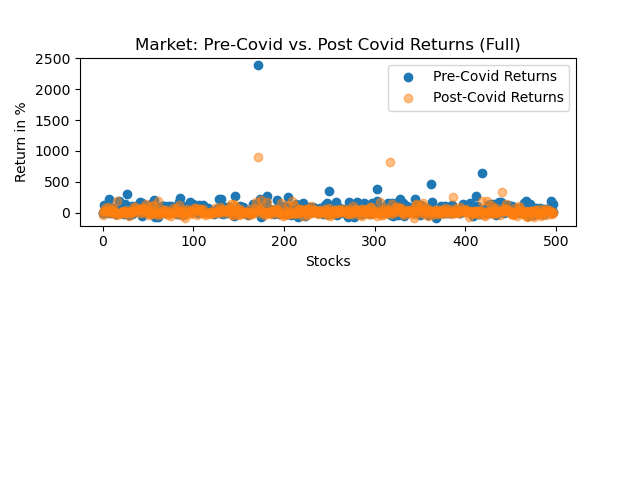 Market: Pre-Covid vs. Post Covid Returns (Full)
Return in %
2500
2000
1500
1000
500
0
Pre-Covid Returns
Post-Covid Returns
0 100 200 300 400 500
Stocks